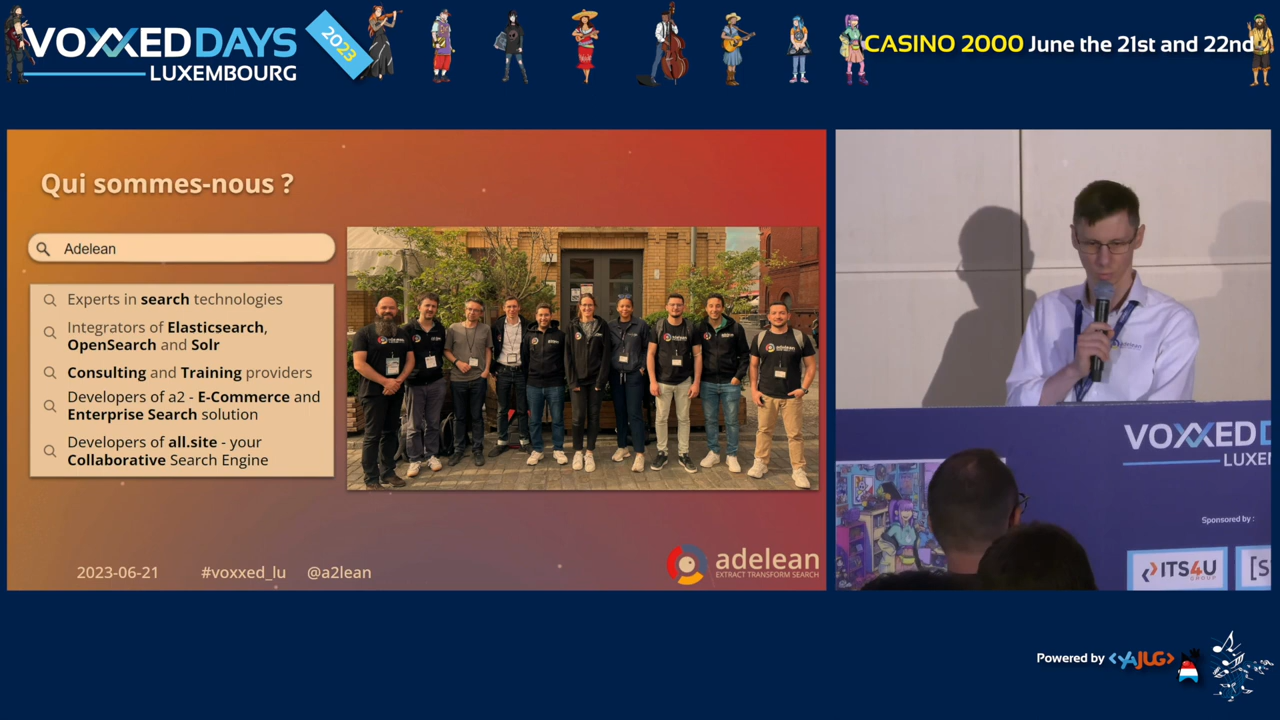 VOXXED DAYS
LUXEMBOURG
2023
CASINO 2000 June the 21st and 22nd
Qui sommes-nous ?
Adelean
Experts in search technologies
Integrators of Elasticsearch,
OpenSearch and Solr
Consulting and Training providers
Developers of a2 - E-Commerce and
Enterprise Search solution
Developers of all.site - your
Collaborative Search Engine
2023-06-21 #voxxed_lu @a2lean
adelean
EXTRACT TRANSFORM SEARCH
VOXXED D
LUXEM
Sponsored by :
ITS4U
GROUP
[S
Powered by <YAJUG>